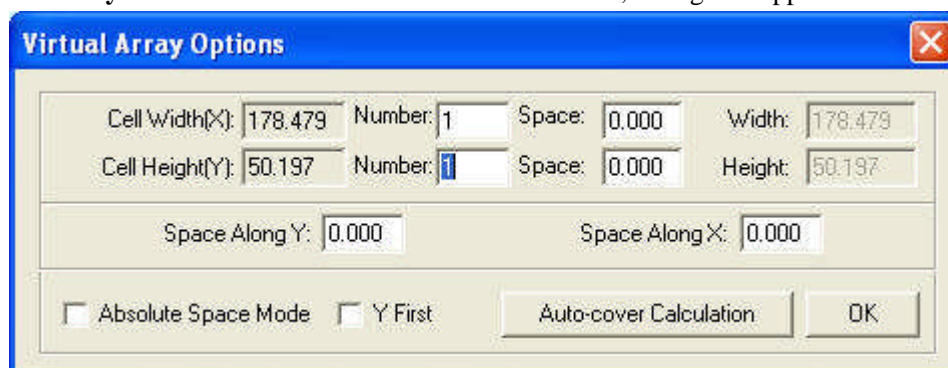 Virtual Array Options
Cell Width(X): 178.479 Number: 1 Space: 0.000 Width: 178.479
Cell Height(Y): 50.197 Number: 1 Space: 0.000 Height: 50.197
Space Along Y: 0.000 Space Along X: 0.000
Absolute Space Mode Y First Auto-cover Calculation OK